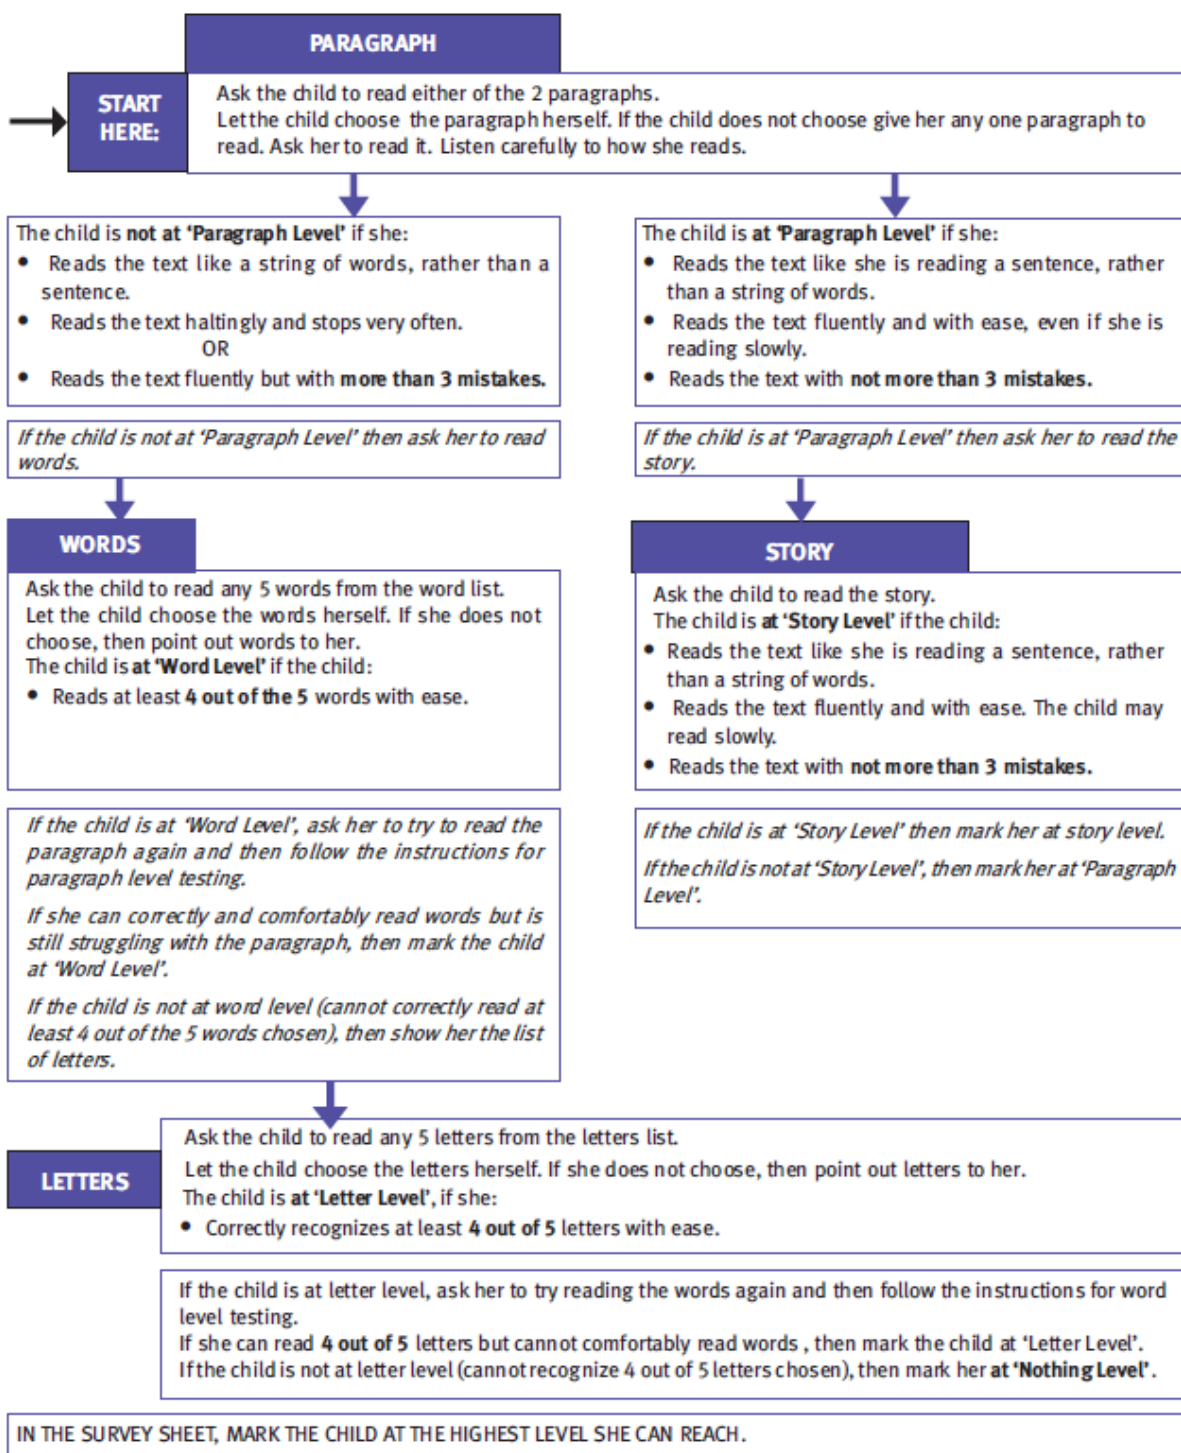 PARAGRAPH
START
HERE:
Ask the child to read either of the 2 paragraphs.
Let the child choose the paragraph herself. If the child does not choose give her any one paragraph to
read. Ask her to read it. Listen carefully to how she reads.
The child is not at ‘Paragraph Level’ if she:
• Reads the text like a string of words, rather than a
sentence.
• Reads the text haltingly and stops very often.
OR
• Reads the text fluently but with more than 3 mistakes.
If the child is not at ‘Paragraph Level’ then ask her to read
words.
The child is at ‘Paragraph Level’ if she:
• Reads the text like she is reading a sentence, rather
than a string of words.
• Reads the text fluently and with ease, even if she is
reading slowly.
• Reads the text with not more than 3 mistakes.
If the child is at ‘Paragraph Level’ then ask her to read the
story.
WORDS
Ask the child to read any 5 words from the word list.
Let the child choose the words herself. If she does not
choose, then point out words to her.
The child is at ‘Word Level’ if the child:
• Reads at least 4 out of the 5 words with ease.
If the child is at ‘Word Level’, ask her to try to read the
paragraph again and then follow the instructions for
paragraph level testing.
If she can correctly and comfortably read words but is
still struggling with the paragraph, then mark the child
at ‘Word Level’.
If the child is not at word level (cannot correctly read at
least 4 out of the 5 words chosen), then show her the list
of letters.
STORY
Ask the child to read the story.
The child is at ‘Story Level’ if the child:
• Reads the text like she is reading a sentence, rather
than a string of words.
• Reads the text fluently and with ease. The child may
read slowly.
• Reads the text with not more than 3 mistakes.
If the child is at ‘Story Level’ then mark her at story level.
If the child is not at ‘Story Level’, then mark her at ‘Paragraph
Level’.
LETTERS
Ask the child to read any 5 letters from the letters list.
Let the child choose the letters herself. If she does not choose, then point out letters to her.
The child is at ‘Letter Level’, if she:
• Correctly recognizes at least 4 out of 5 letters with ease.
If the child is at letter level, ask her to try reading the words again and then follow the instructions for word
level testing.
If she can read 4 out of 5 letters but cannot comfortably read words , then mark the child at ‘Letter Level’.
If the child is not at letter level (cannot recognize 4 out of 5 letters chosen), then mark her at ‘Nothing Level’.
IN THE SURVEY SHEET, MARK THE CHILD AT THE HIGHEST LEVEL SHE CAN REACH.